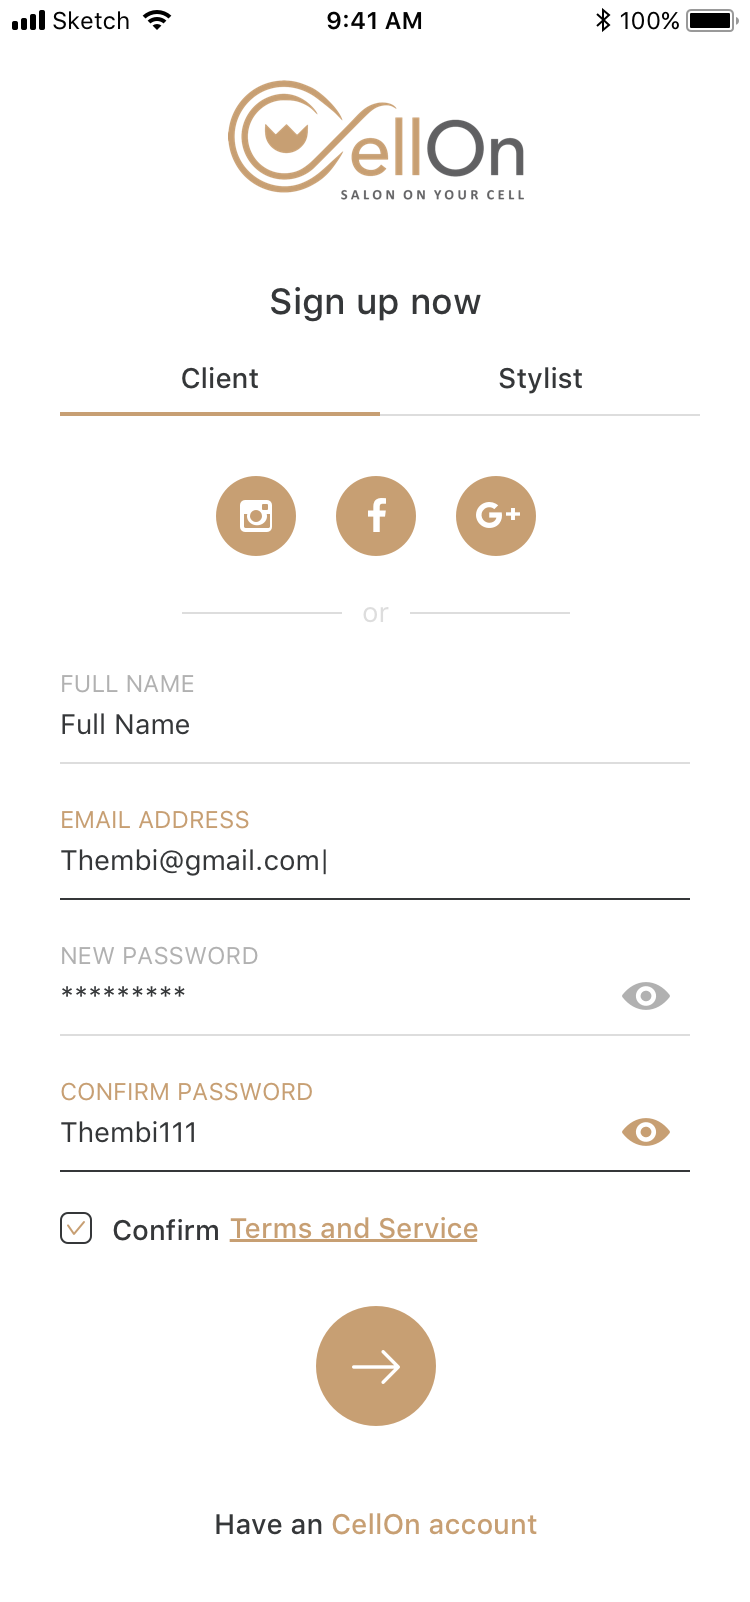 Sketch 9:41 AM 100%
CellOn
SALON ON YOUR CELL
Sign up now
Client Stylist
G+
or
FULL NAME
Full Name
EMAIL ADDRESS
Thembi@gmail.com|
NEW PASSWORD
*********
CONFIRM PASSWORD
Thembi111
Confirm Terms and Service
Have an CellOn account